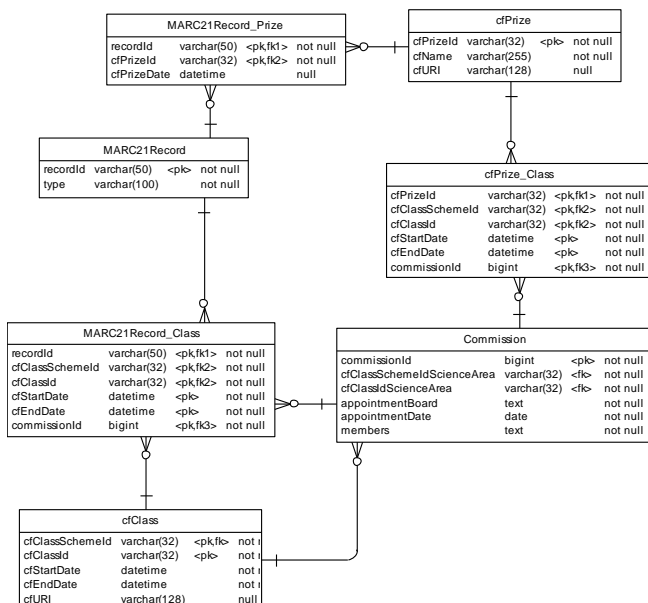 MARC21Record_Prize
recordId varchar(50) <pk,fk1> not null
cfPrizeId varchar(32) <pk,fk2> not null
cfPrizeDate datetime null
cfPrize
cfPrizeId varchar(32) <pk> not null
cfName varchar(255) not null
cfURI varchar(128) null
MARC21Record
recordId varchar(50) <pk> not null
type varchar(100) not null
cfPrize_Class
cfPrizeId varchar(32) <pk,fk1> not null
cfClassSchemeId varchar(32) <pk,fk2> not null
cfClassId varchar(32) <pk,fk2> not null
cfStartDate datetime <pk> not null
cfEndDate datetime <pk> not null
commissionId bigint <pk,fk3> not null
MARC21Record_Class
recordId varchar(50) <pk,fk1> not null
cfClassSchemeId varchar(32) <pk,fk2> not null
cfClassId varchar(32) <pk,fk2> not null
cfStartDate datetime <pk> not null
cfEndDate datetime <pk> not null
commissionId bigint <pk,fk3> not null
Commission
commissionId bigint <pk> not null
cfClassSchemeIdScienceArea varchar(32) <fk> not null
cfClassIdScienceArea varchar(32) <fk> not null
appointmentBoard text not null
appointmentDate date not null
members text not null
cfClass
cfClassSchemeId varchar(32) <pk,fk> not
cfClassId varchar(32) <pk> not
cfStartDate datetime not
cfEndDate datetime not
cfURI varchar(128) null